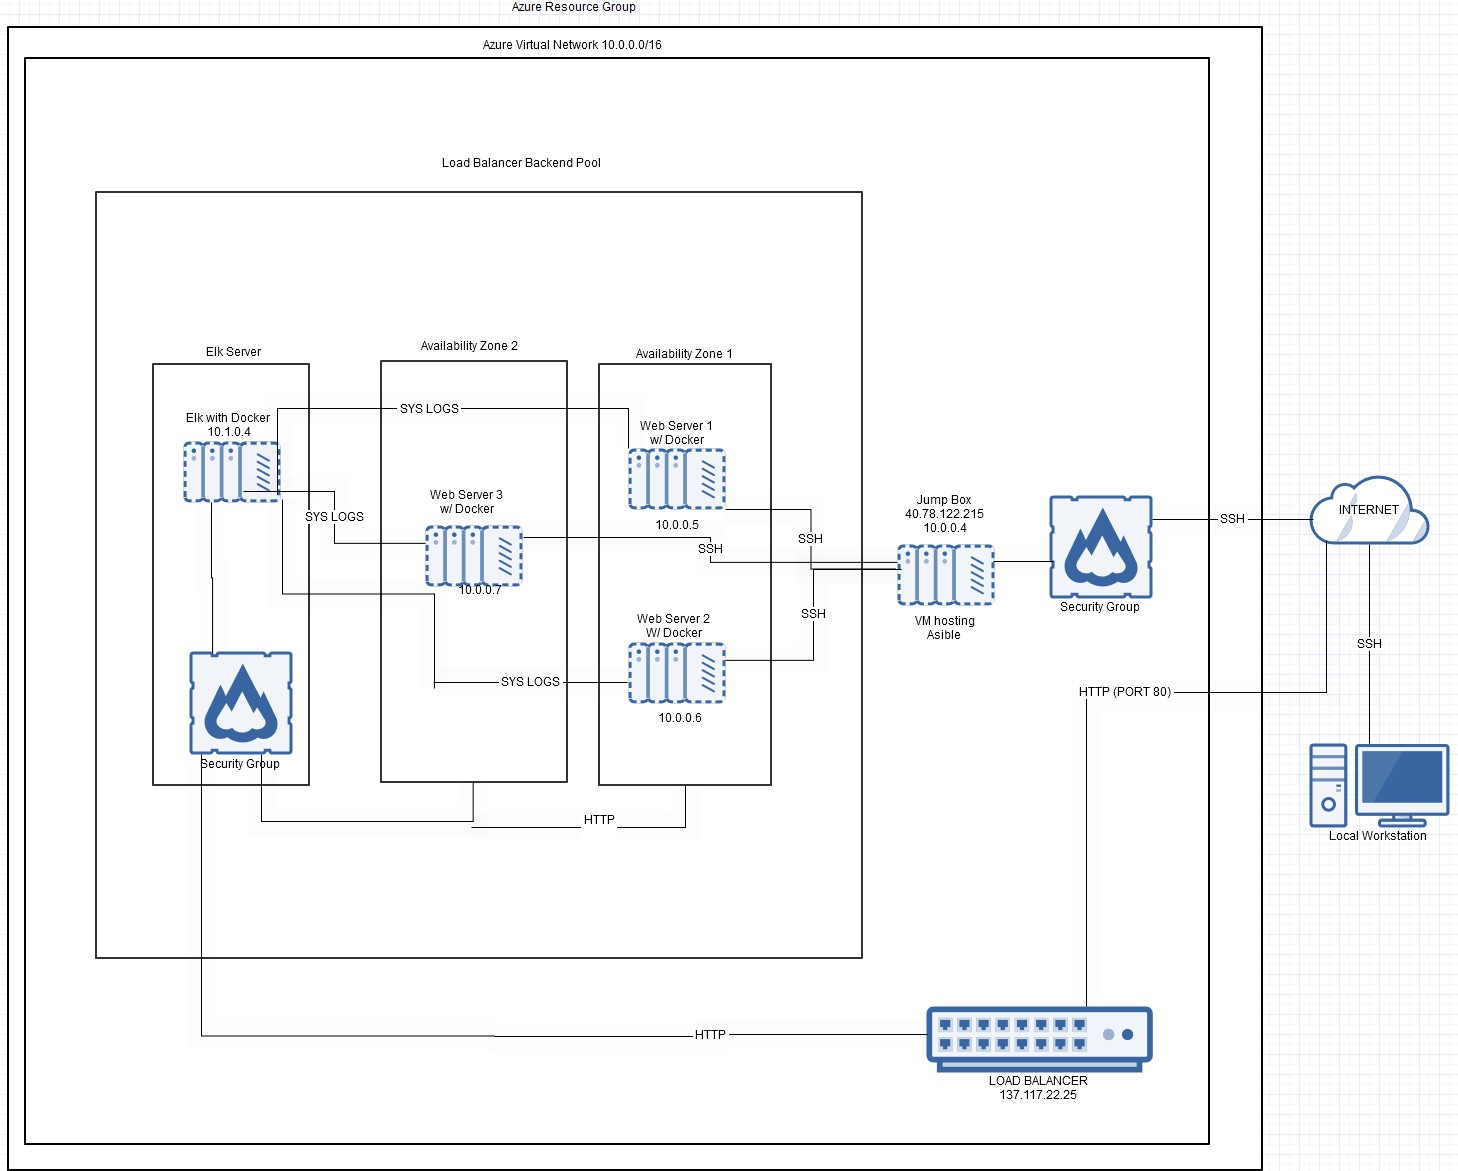 Azure Resource Group
Azure Virtual Network 10.0.0.0/16
Load Balancer Backend Pool
Elk Server
Availability Zone 2
Availability Zone 1
Elk with Docker
10.1.0.4
SYS LOGS
Web Server 1
w/ Docker
10.0.0.5
Web Server 3
w/ Docker
10.0.0.7
SYS LOGS
SSH
SSH
SSH
Web Server 2
W/ Docker
10.0.0.6
SYS LOGS
Security Group
HTTP
Jump Box
40.78.122.215
10.0.0.4
VM hosting
Asible
Security Group
SSH
INTERNET
SSH
HTTP (PORT 80)
Local Workstation
HTTP
LOAD BALANCER
137.117.22.25